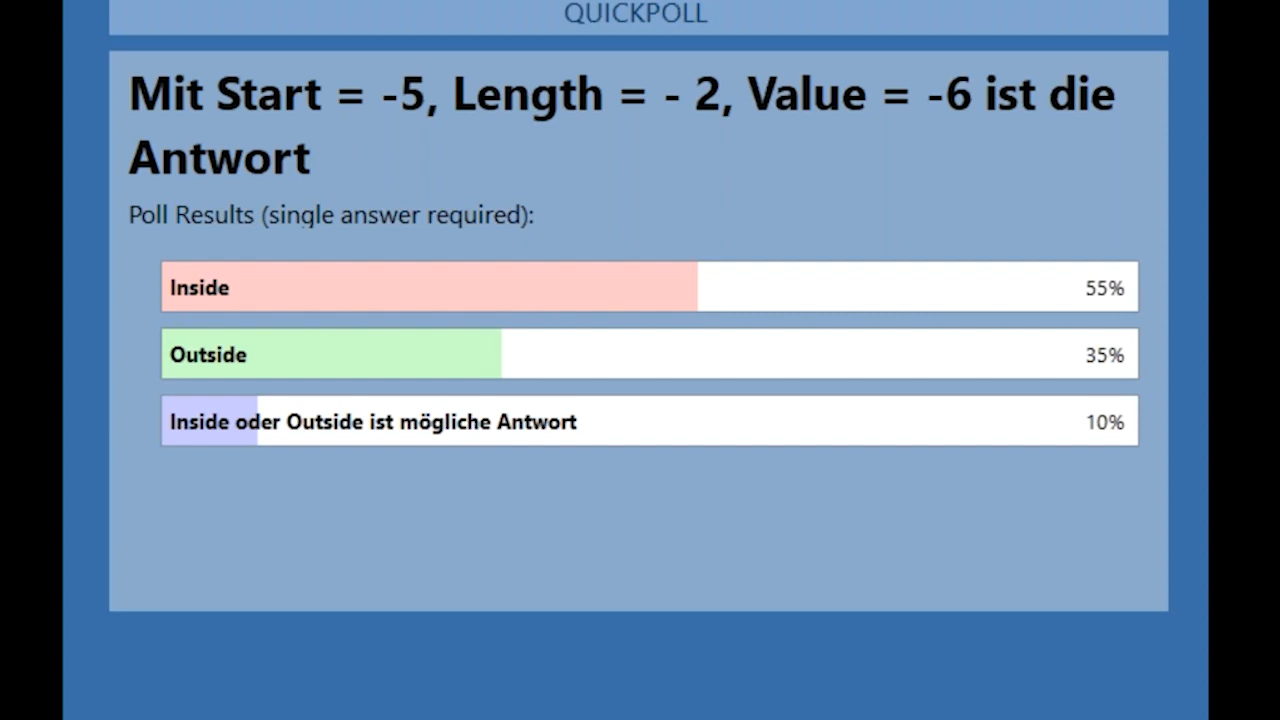 QUICKPOLL
Mit Start = -5, Length = - 2, Value = -6 ist die
Antwort
Poll Results (single answer required):
Inside 55%
Outside 35%
Inside oder Outside ist mögliche Antwort 10%